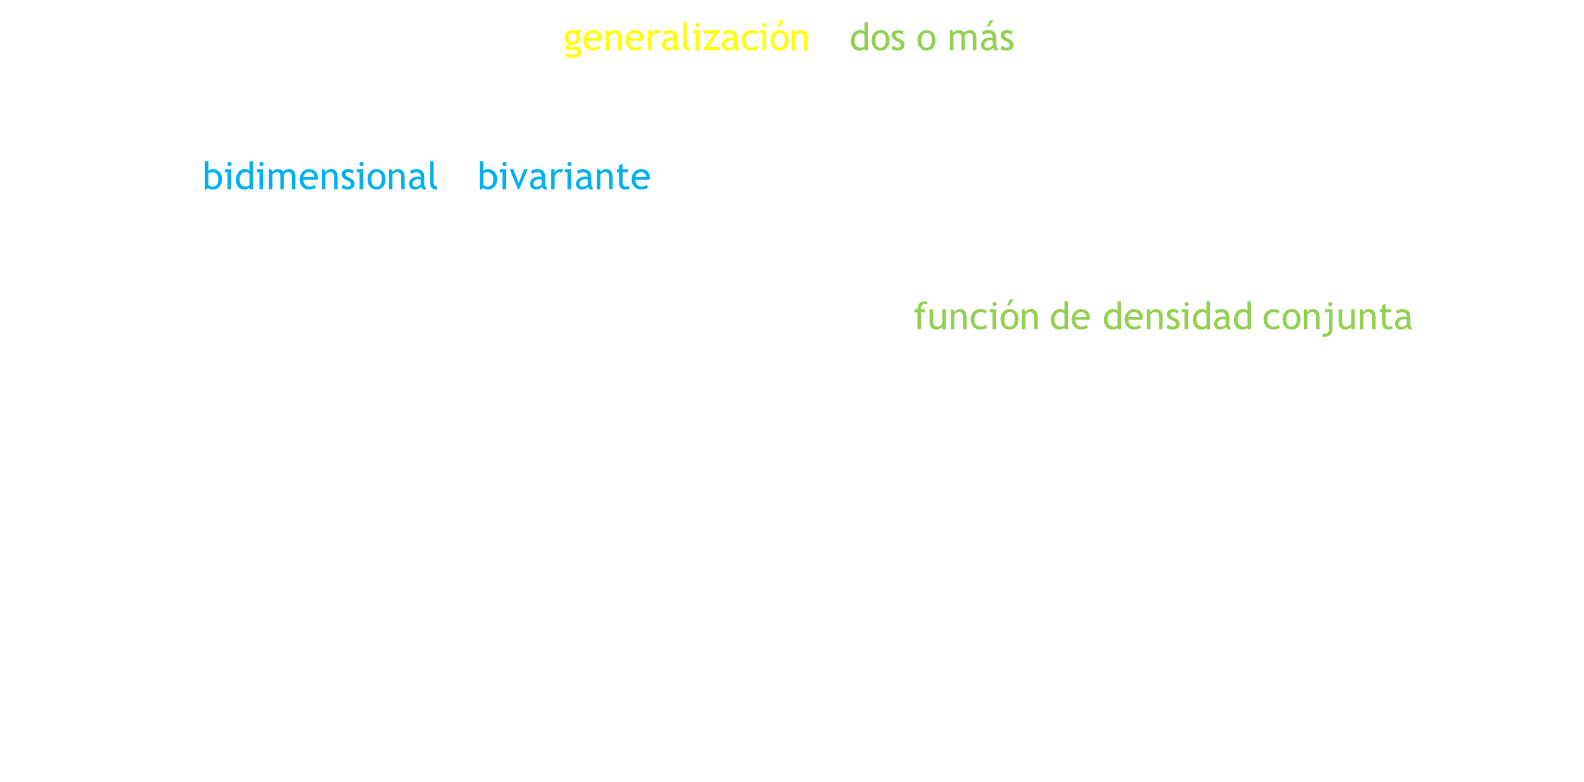 generalización dos o más
bidimensional bivariante
función de densidad conjunta